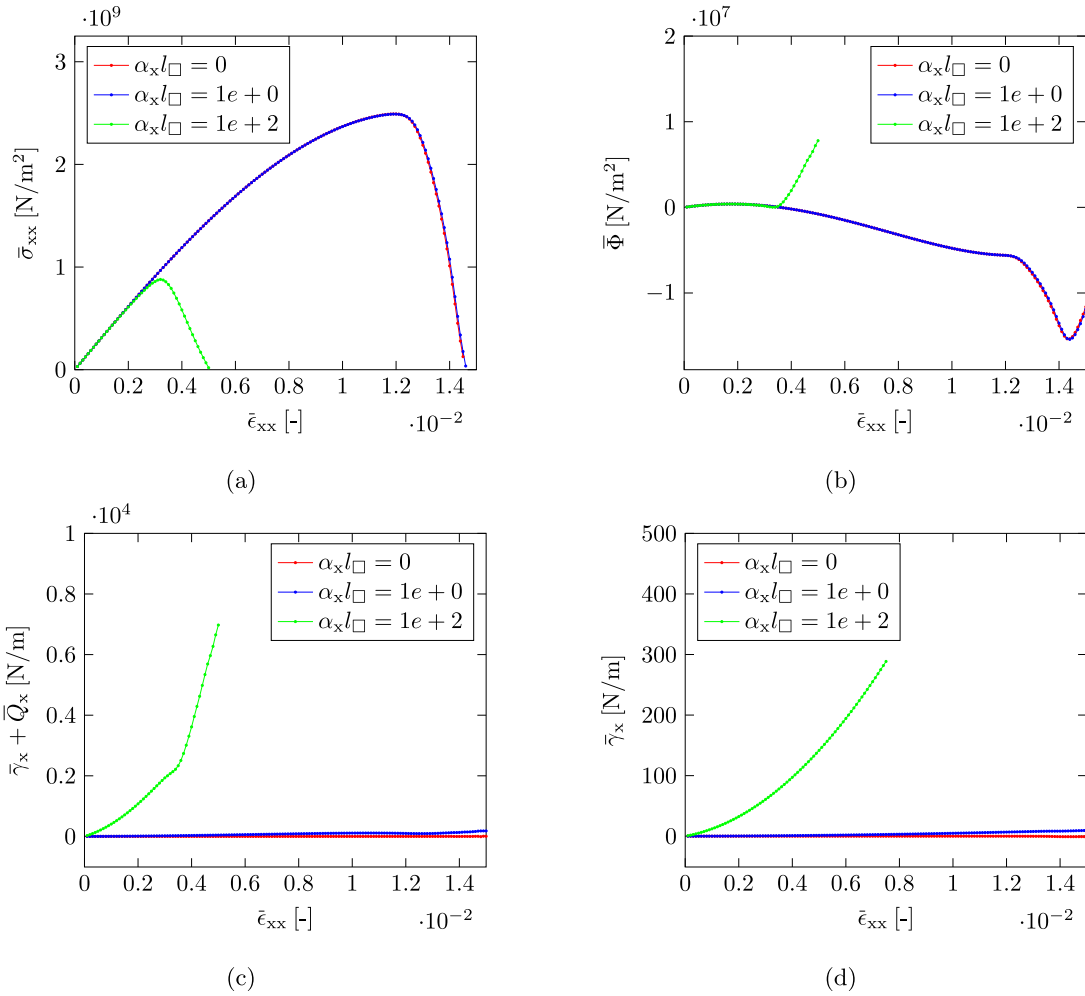 ·10⁹
3
2
1
0
σ̄ₓₓ [N/m²]
αₓl□ = 0
αₓl□ = 1e + 0
αₓl□ = 1e + 2
0 0.2 0.4 0.6 0.8 1 1.2 1.4
ε̄ₓₓ [-]
·10⁻²
(a)
·10⁷
2
1
0
−1
Φ̄ [N/m²]
αₓl□ = 0
αₓl□ = 1e + 0
αₓl□ = 1e + 2
0 0.2 0.4 0.6 0.8 1 1.2 1.4
ε̄ₓₓ [-]
·10⁻²
(b)
·10⁴
1
0.8
0.6
0.4
0.2
0
γ̄ₓ + Q̄ₓ [N/m]
αₓl□ = 0
αₓl□ = 1e + 0
αₓl□ = 1e + 2
0 0.2 0.4 0.6 0.8 1 1.2 1.4
ε̄ₓₓ [-]
·10⁻²
(c)
500
400
300
200
100
0
γ̄ₓ [N/m]
αₓl□ = 0
αₓl□ = 1e + 0
αₓl□ = 1e + 2
0 0.2 0.4 0.6 0.8 1 1.2 1.4
ε̄ₓₓ [-]
·10⁻²
(d)